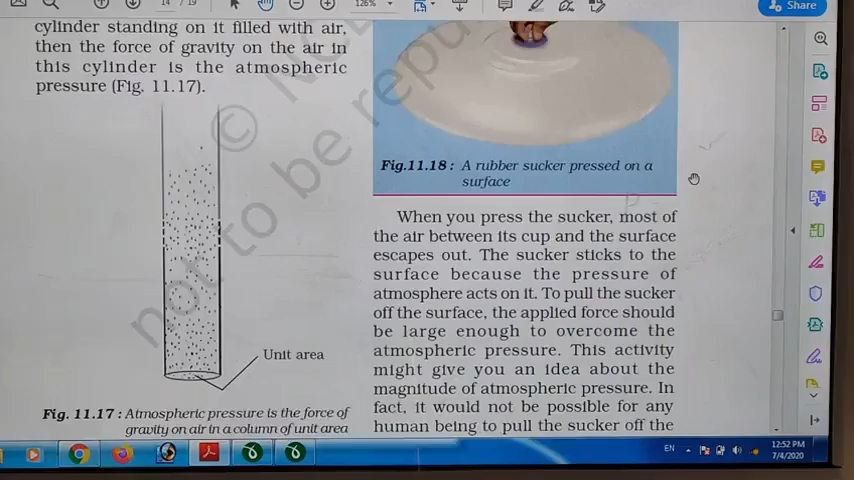 14 / 19
126%
Share
cylinder standing on it filled with air,
then the force of gravity on the air in
this cylinder is the atmospheric
pressure (Fig. 11.17).
Unit area
Fig. 11.17 : Atmospheric pressure is the force of
gravity on air in a column of unit area
Fig.11.18 : A rubber sucker pressed on a
surface
When you press the sucker, most of
the air between its cup and the surface
escapes out. The sucker sticks to the
surface because the pressure of
atmosphere acts on it. To pull the sucker
off the surface, the applied force should
be large enough to overcome the
atmospheric pressure. This activity
might give you an idea about the
magnitude of atmospheric pressure. In
fact, it would not be possible for any
human being to pull the sucker off the
not to be republ
© NC
EN
12:52 PM
7/4/2020